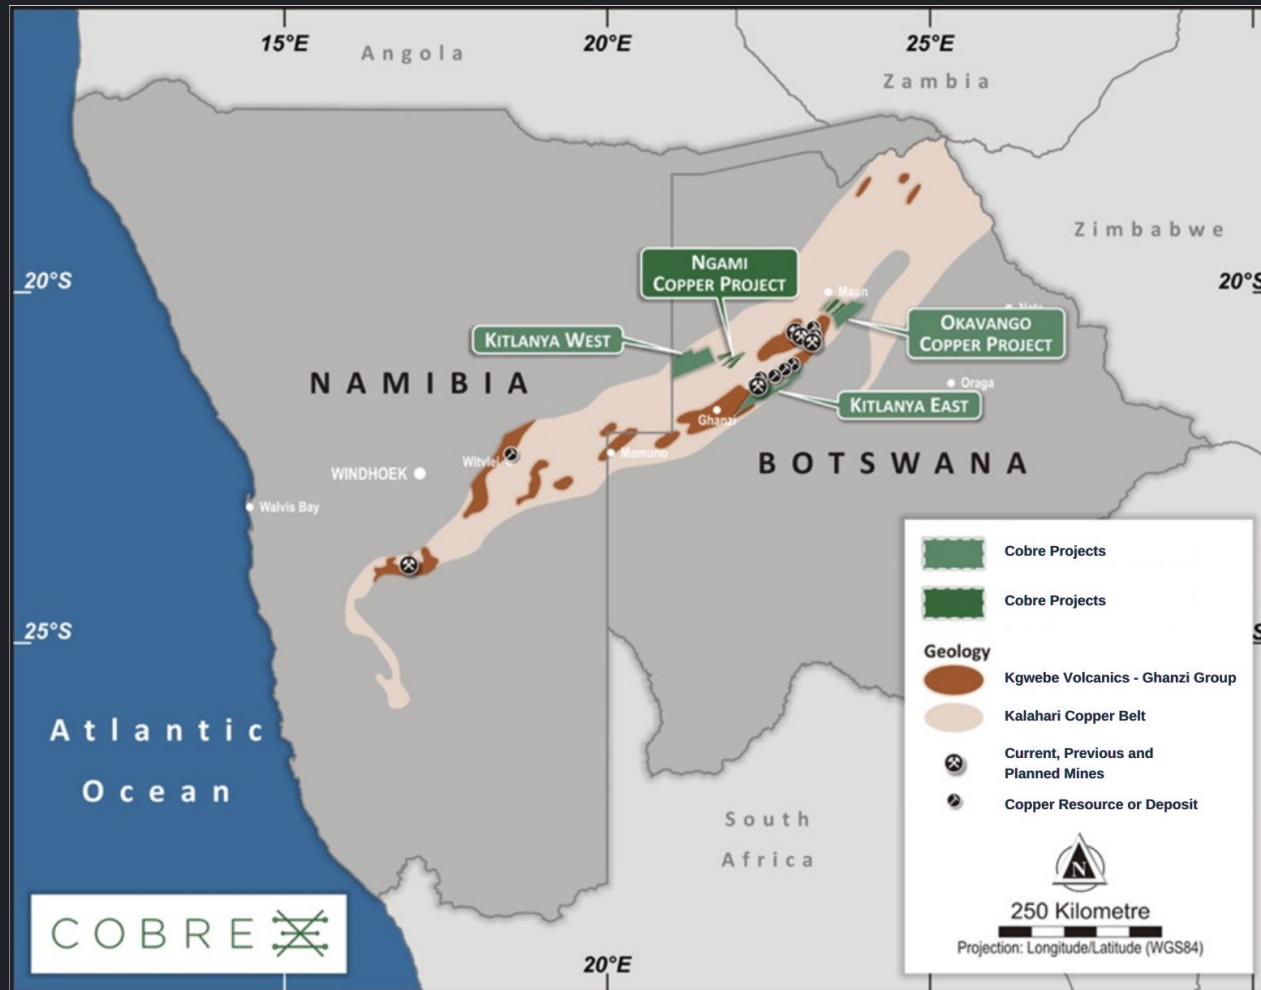 15°E
20°E
25°E
Angola
Zambia
Zimbabwe
20°S
20°S
NGAMI
COPPER PROJECT
Maun
OKAVANGO
COPPER PROJECT
KITLANYA WEST
NAMIBIA
Oraga
KITLANYA EAST
Ghanzi
Witvlei
Mamuno
WINDHOEK
BOTSWANA
Walvis Bay
25°S
S
Atlantic
Ocean
South
Africa
20°E
Cobre Projects
Cobre Projects
Geology
Kgwebe Volcanics - Ghanzi Group
Kalahari Copper Belt
Current, Previous and
Planned Mines
Copper Resource or Deposit
N
250 Kilometre
Projection: Longitude/Latitude (WGS84)
COBRE